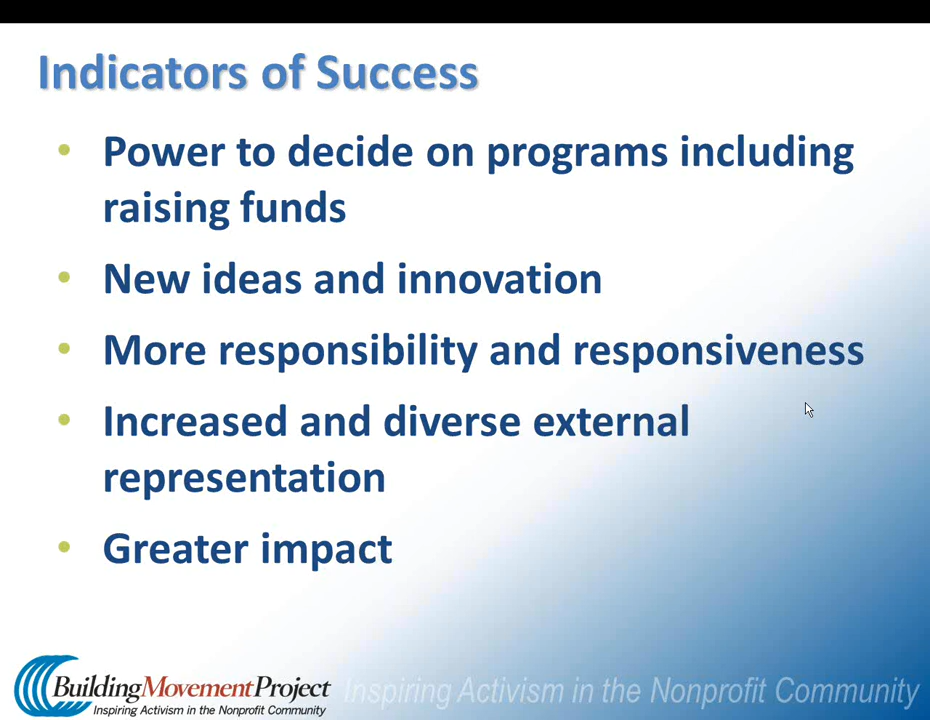 Indicators of Success
• Power to decide on programs including
raising funds
• New ideas and innovation
• More responsibility and responsiveness
• Increased and diverse external
representation
• Greater impact
BuildingMovementProject
Inspiring Activism in the Nonprofit Community
Inspiring Activism in the Nonprofit Community